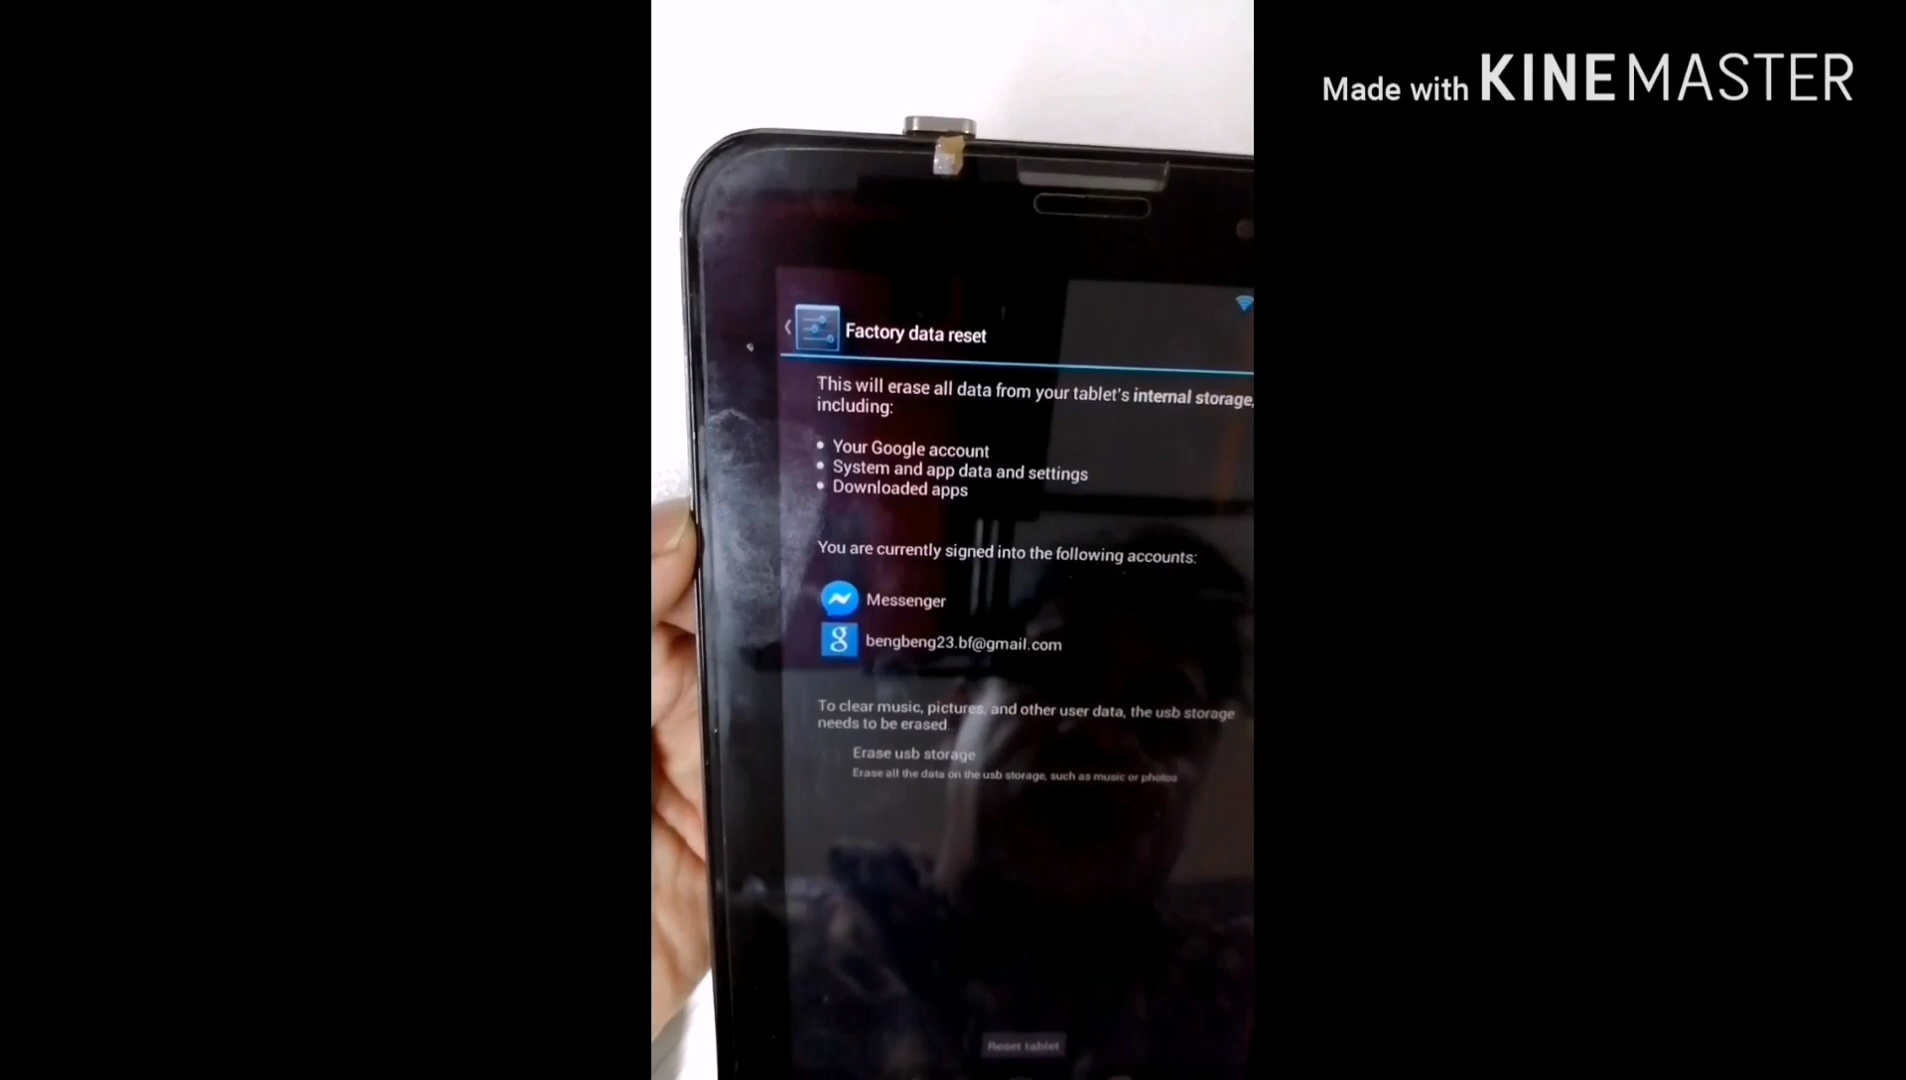 Made with KINEMASTER
Factory data reset
This will erase all data from your tablet's internal storage,
including:
• Your Google account
• System and app data and settings
• Downloaded apps
You are currently signed into the following accounts:
Messenger
g bengbeng23.bf@gmail.com
To clear music, pictures, and other user data, the usb storage
needs to be erased.
Erase usb storage
Erase all the data on the usb storage, such as music or photos
Reset tablet